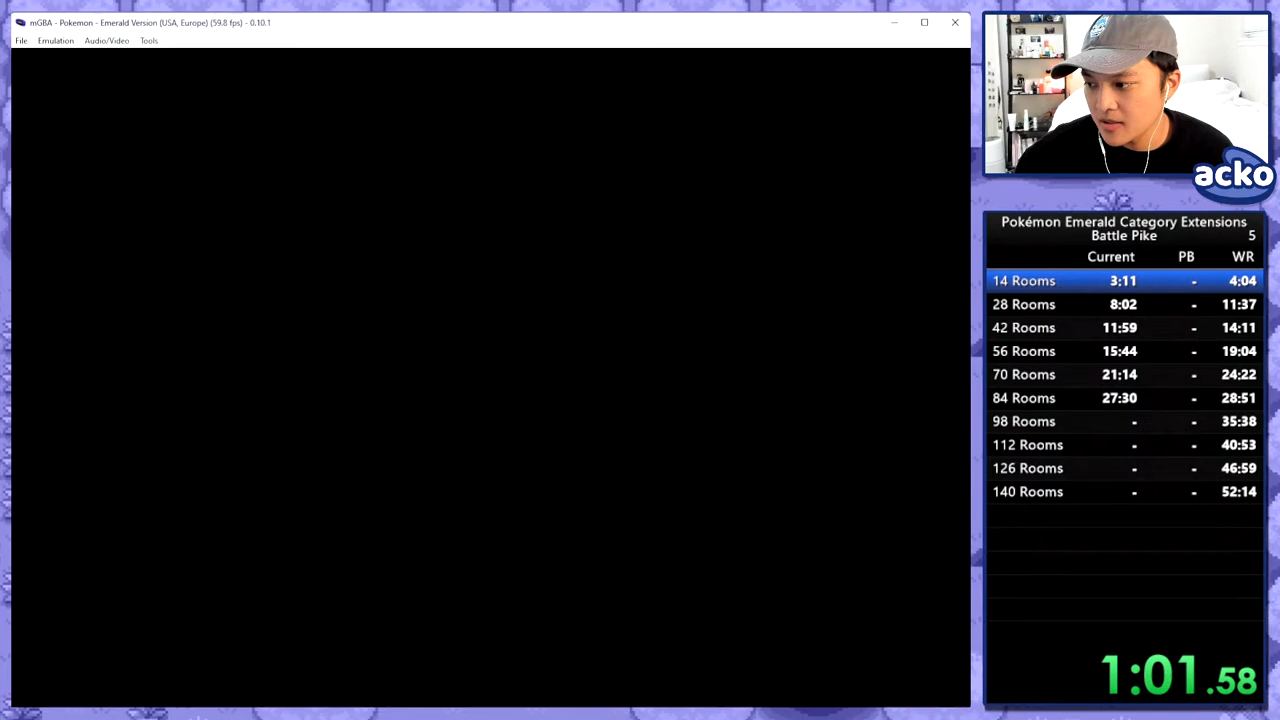 mGBA - Pokemon - Emerald Version (USA, Europe) (59.8 fps) - 0.10.1
File Emulation Audio/Video Tools
acko
Pokémon Emerald Category Extensions
Battle Pike 5
Current PB WR
14 Rooms 3:11 - 4:04
28 Rooms 8:02 - 11:37
42 Rooms 11:59 - 14:11
56 Rooms 15:44 - 19:04
70 Rooms 21:14 - 24:22
84 Rooms 27:30 - 28:51
98 Rooms - - 35:38
112 Rooms - - 40:53
126 Rooms - - 46:59
140 Rooms - - 52:14
1:01.58